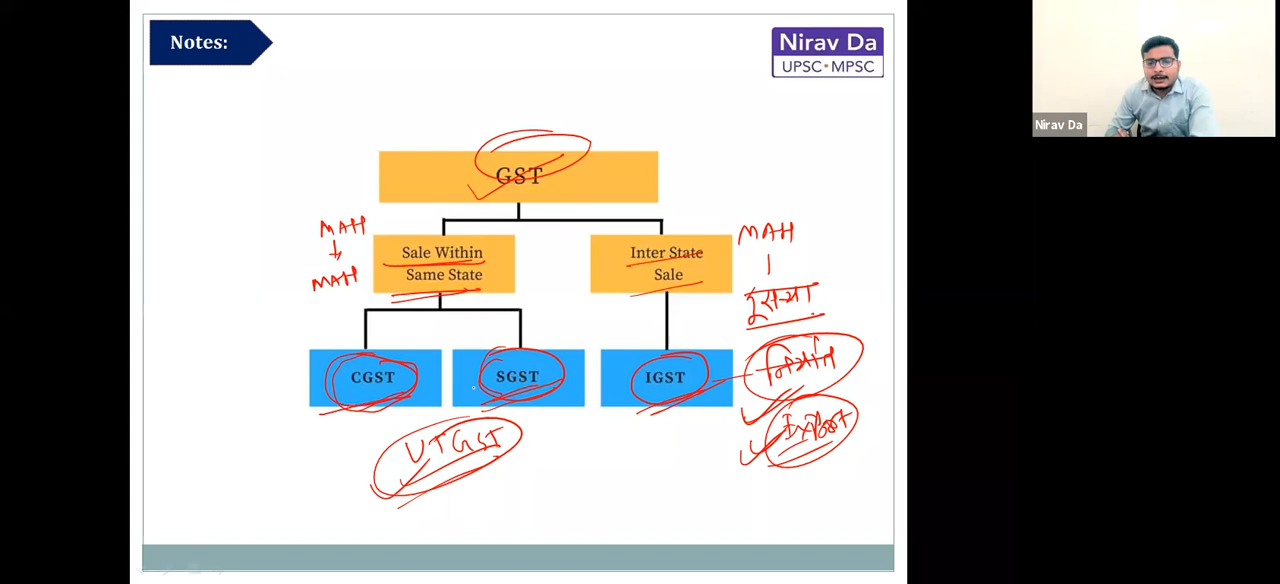 Notes:
Nirav Da
UPSC•MPSC
Nirav Da
GST
MAH
MAH
Sale Within
Same State
Inter State
Sale
MAH
दुसऱ्या
CGST
SGST
IGST
निर्यात
UTGST